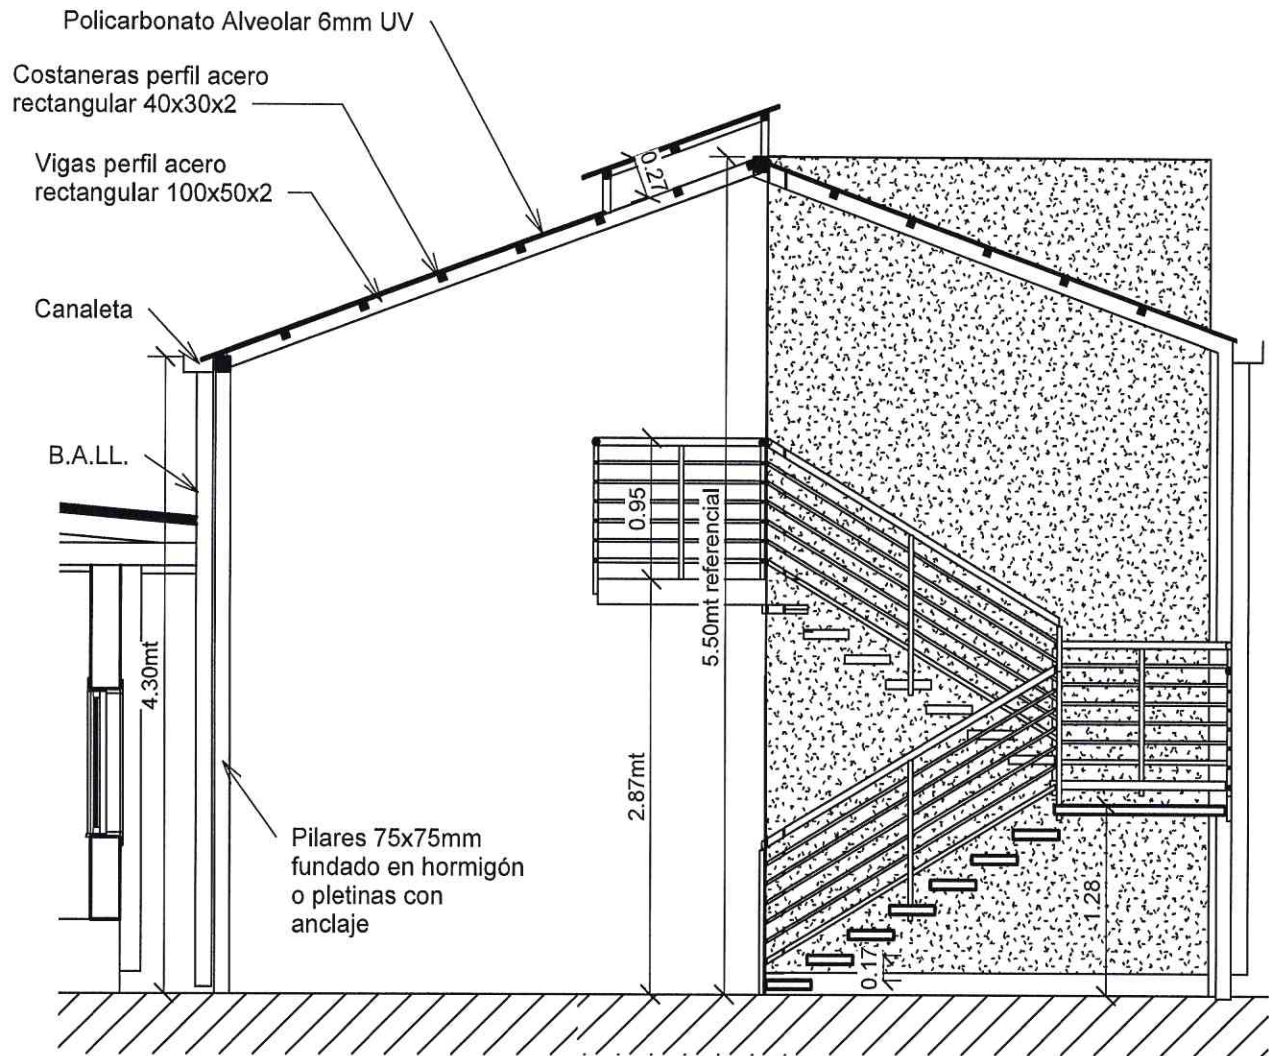 Policarbonato Alveolar 6mm UV
Costaneras perfil acero
rectangular 40x30x2
Vigas perfil acero
rectangular 100x50x2
0.27
Canaleta
B.A.LL.
0.95
5.50mt referencial
4.30mt
2.87mt
Pilares 75x75mm
fundado en hormigón
o pletinas con
anclaje
1.28
0.17